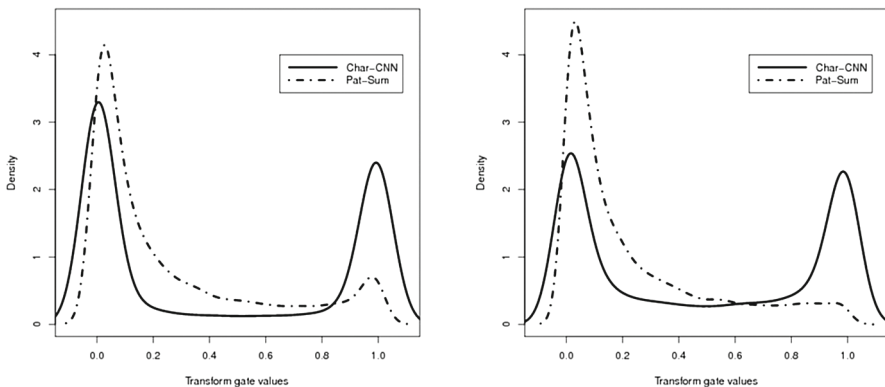 Char−CNN
Pat−Sum
Density
0
1
2
3
4
0.0 0.2 0.4 0.6 0.8 1.0
Transform gate values
Char−CNN
Pat−Sum
Density
0
1
2
3
4
0.0 0.2 0.4 0.6 0.8 1.0
Transform gate values